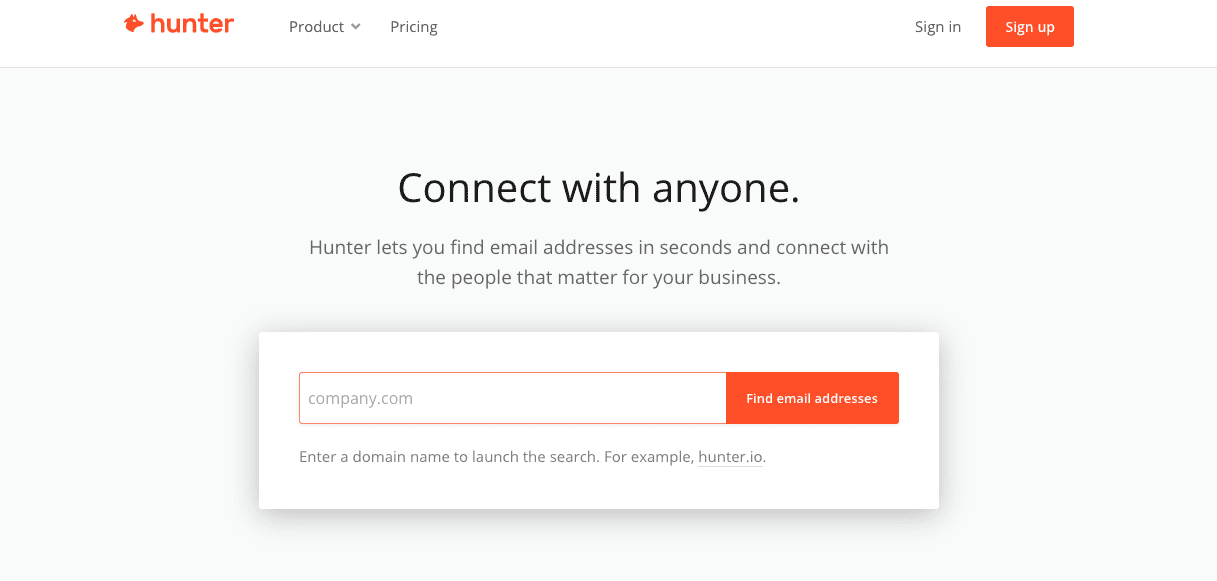 hunter
Product
Pricing
Sign in
Sign up
Connect with anyone.
Hunter lets you find email addresses in seconds and connect with
the people that matter for your business.
company.com
Find email addresses
Enter a domain name to launch the search. For example, hunter.io.